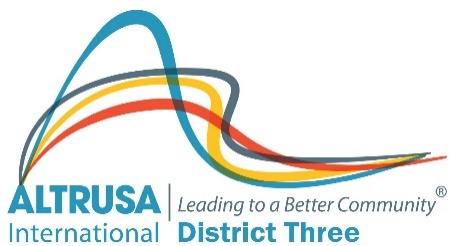 ALTRUSA | Leading to a Better Community®
International District Three